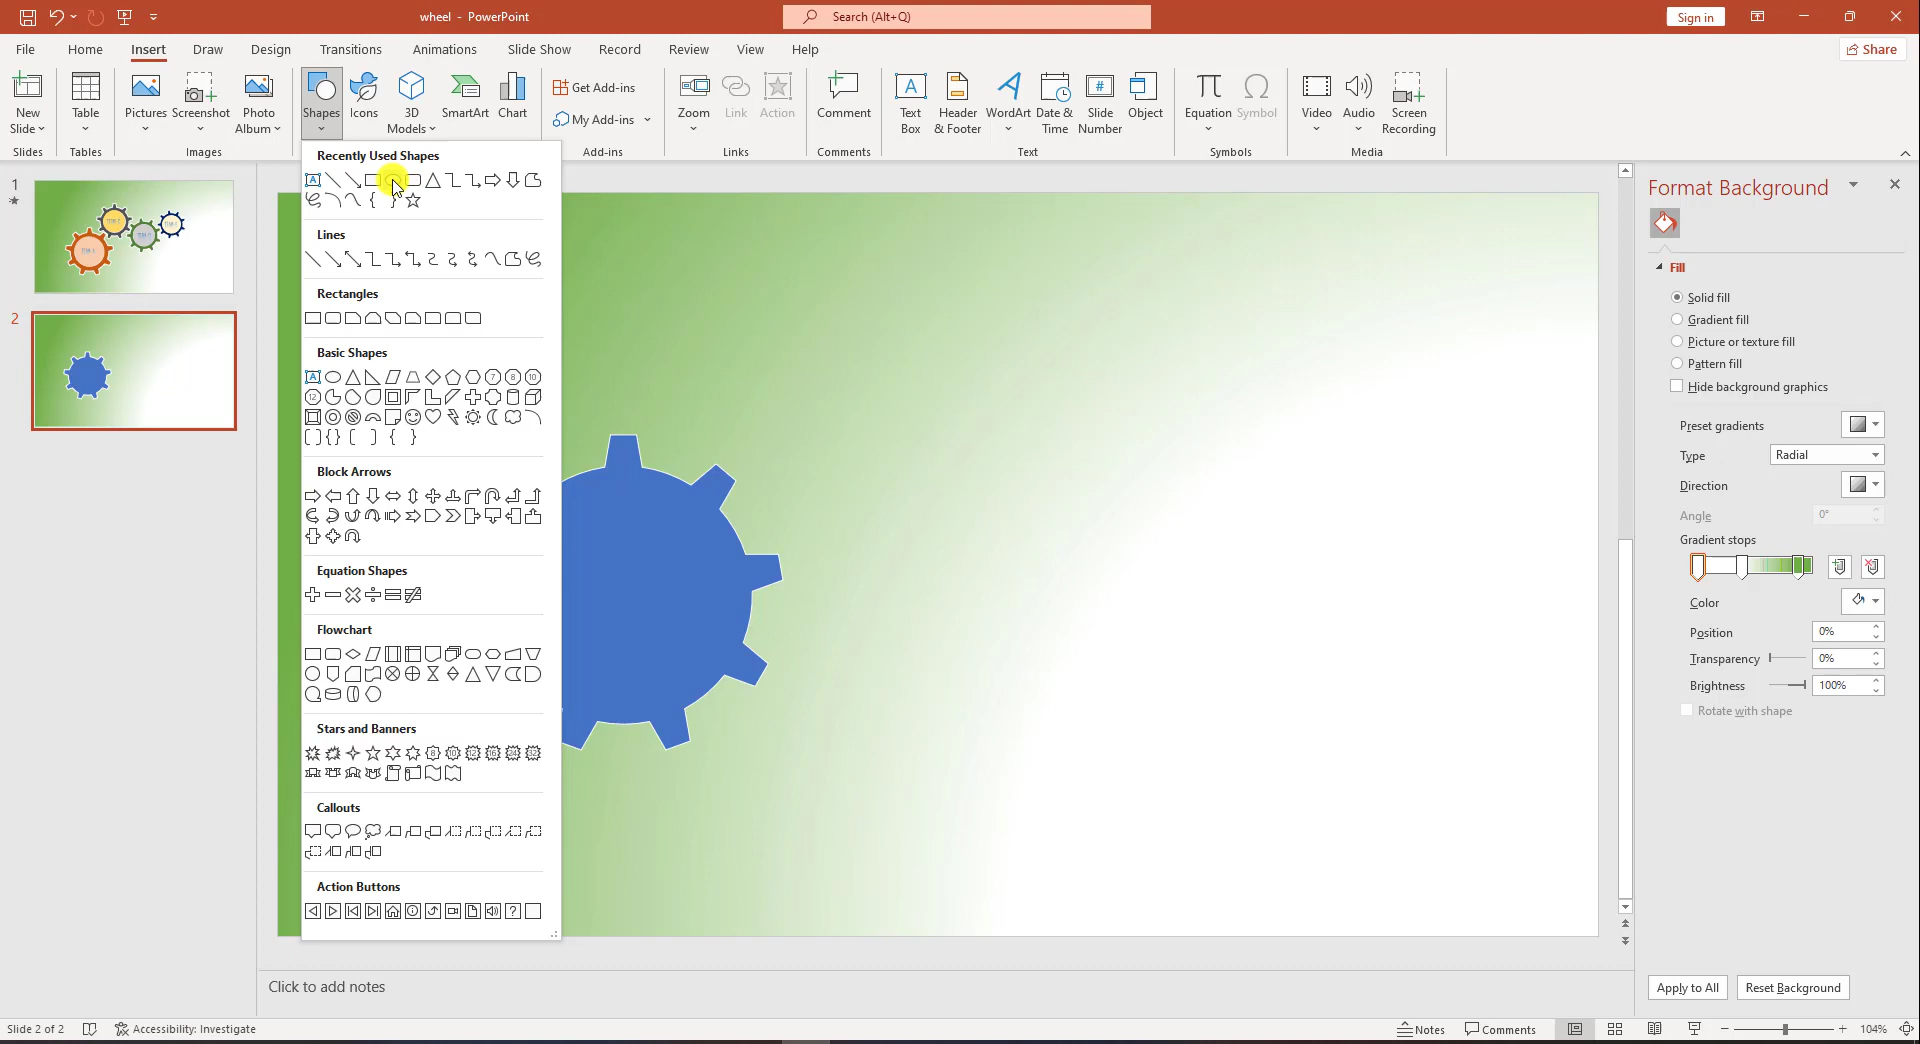 wheel - PowerPoint
Search (Alt+Q)
Sign in
File Home Insert Draw Design Transitions Animations Slide Show Record Review View Help
Share
New Slide
Table
Pictures
Screenshot
Photo Album
Shapes
Icons
3D Models
SmartArt
Chart
Get Add-ins
My Add-ins
Zoom
Link
Action
Comment
Text Box
Header & Footer
WordArt
Date & Time
Slide Number
Object
Equation
Symbol
Video
Audio
Screen Recording
Slides Tables Images Add-ins Links Comments Text Symbols Media
Recently Used Shapes
Lines
Rectangles
Basic Shapes
Block Arrows
Equation Shapes
Flowchart
Stars and Banners
Callouts
Action Buttons
1
2
Format Background
Fill
Solid fill
Gradient fill
Picture or texture fill
Pattern fill
Hide background graphics
Preset gradients
Type Radial
Direction
Angle 0°
Gradient stops
Color
Position 0%
Transparency 0%
Brightness 100%
Rotate with shape
Apply to All Reset Background
Click to add notes
Slide 2 of 2 Accessibility: Investigate Notes Comments 104%